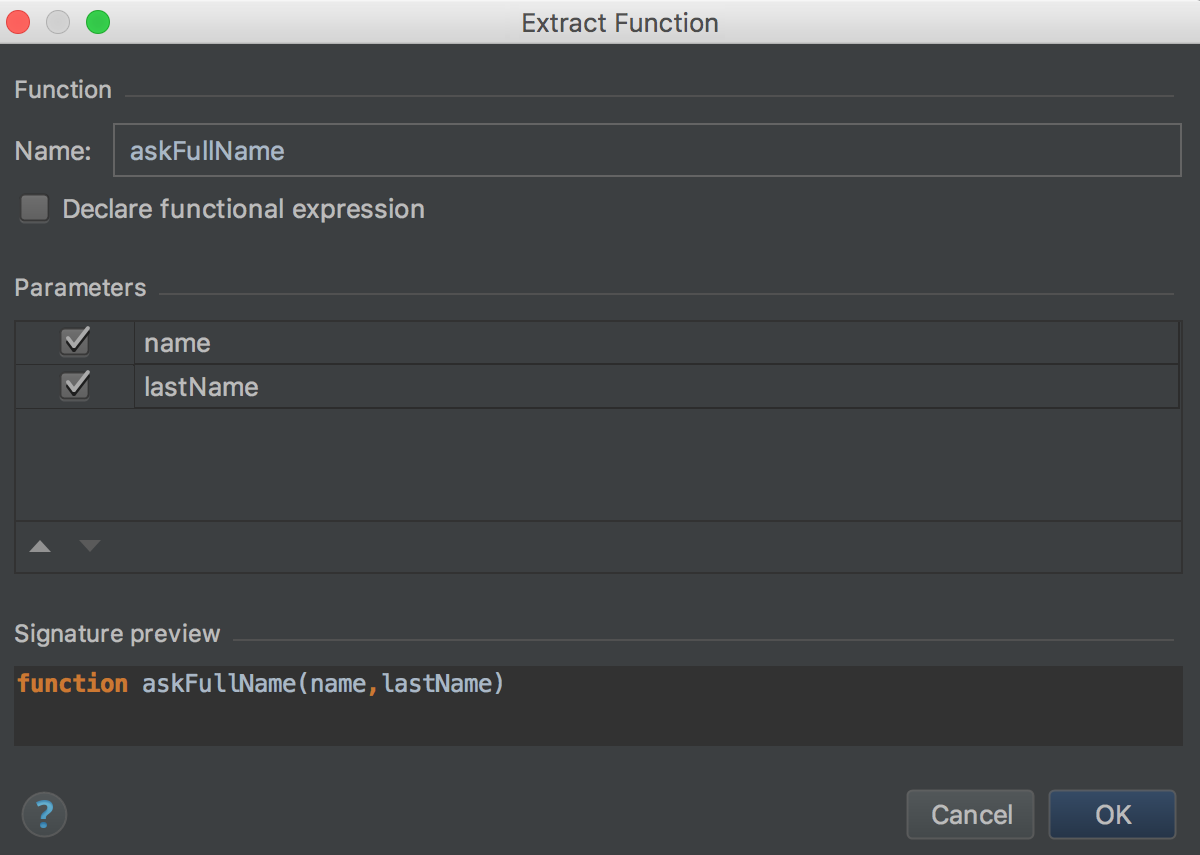 Extract Function
Function
Name: askFullName
Declare functional expression
Parameters
name
lastName
Signature preview
function askFullName(name,lastName)
?
Cancel OK